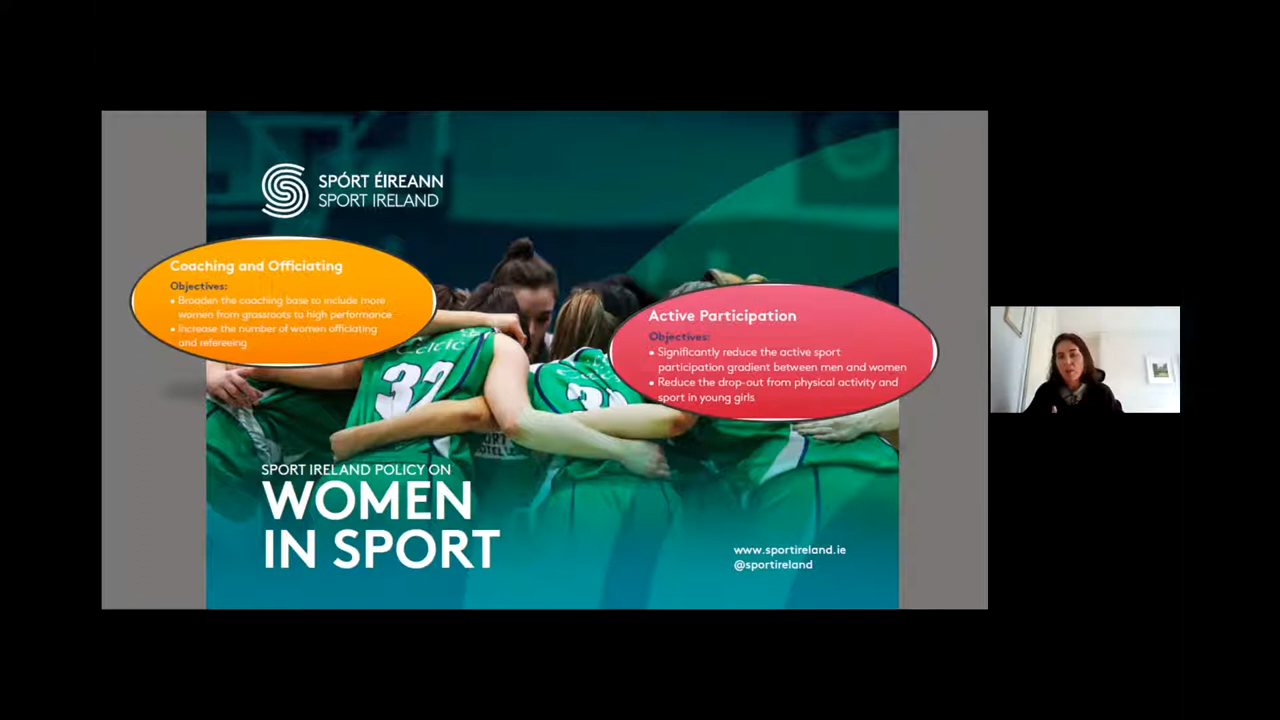 SPÓRT ÉIREANN
SPORT IRELAND
Coaching and Officiating
Objectives:
• Broaden the coaching base to include more
women from grassroots to high performance
• Increase the number of women officiating
and refereeing
Active Participation
Objectives:
• Significantly reduce the active sport
participation gradient between men and women
• Reduce the drop-out from physical activity and
sport in young girls
32
SPORT IRELAND POLICY ON
WOMEN
IN SPORT
www.sportireland.ie
@sportireland